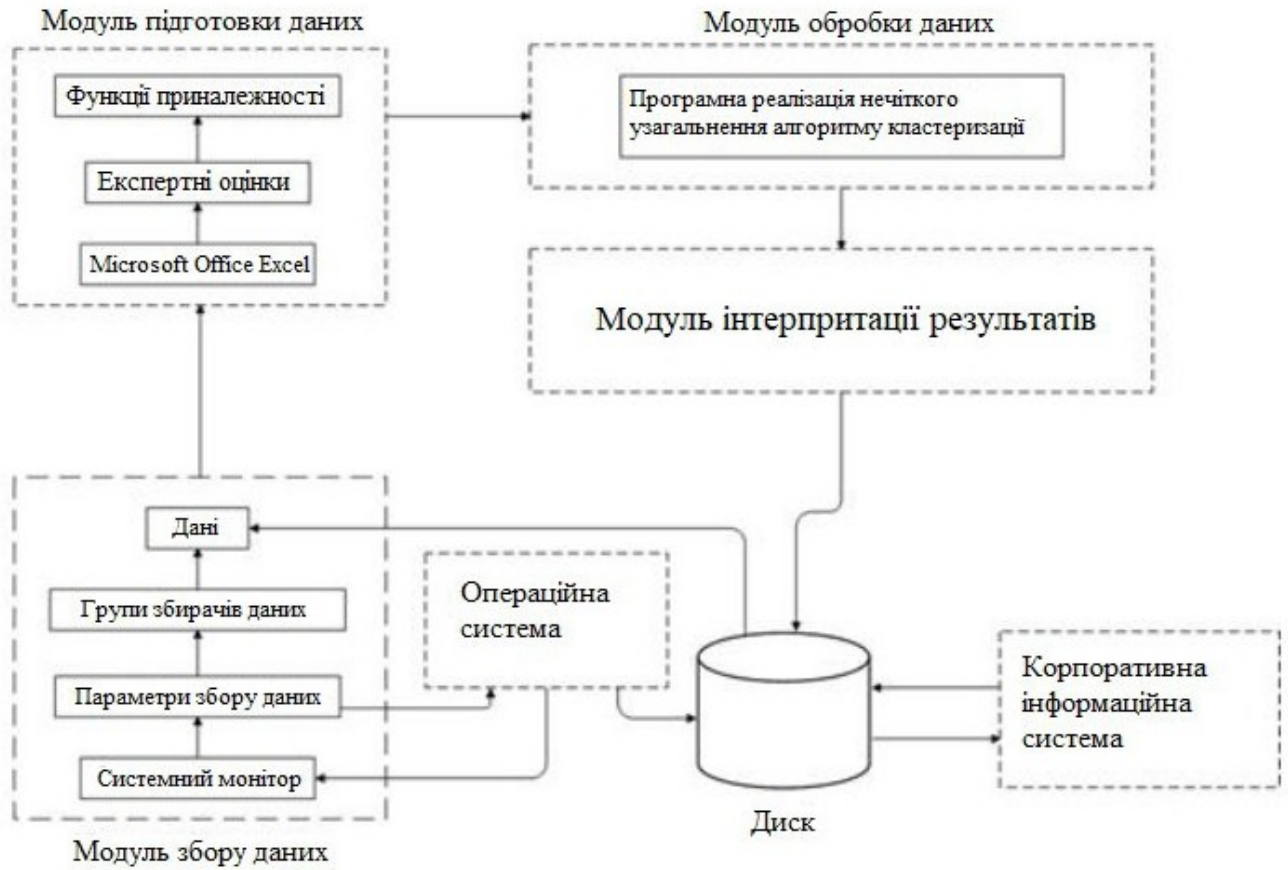 Модуль підготовки даних
Функції приналежності
Експертні оцінки
Microsoft Office Excel
Модуль обробки даних
Програмна реалізація нечіткого
узагальнення алгоритму кластеризації
Модуль інтерпритації результатів
Дані
Групи збирачів даних
Параметри збору даних
Системний монітор
Модуль збору даних
Операційна
система
Диск
Корпоративна
інформаційна
система